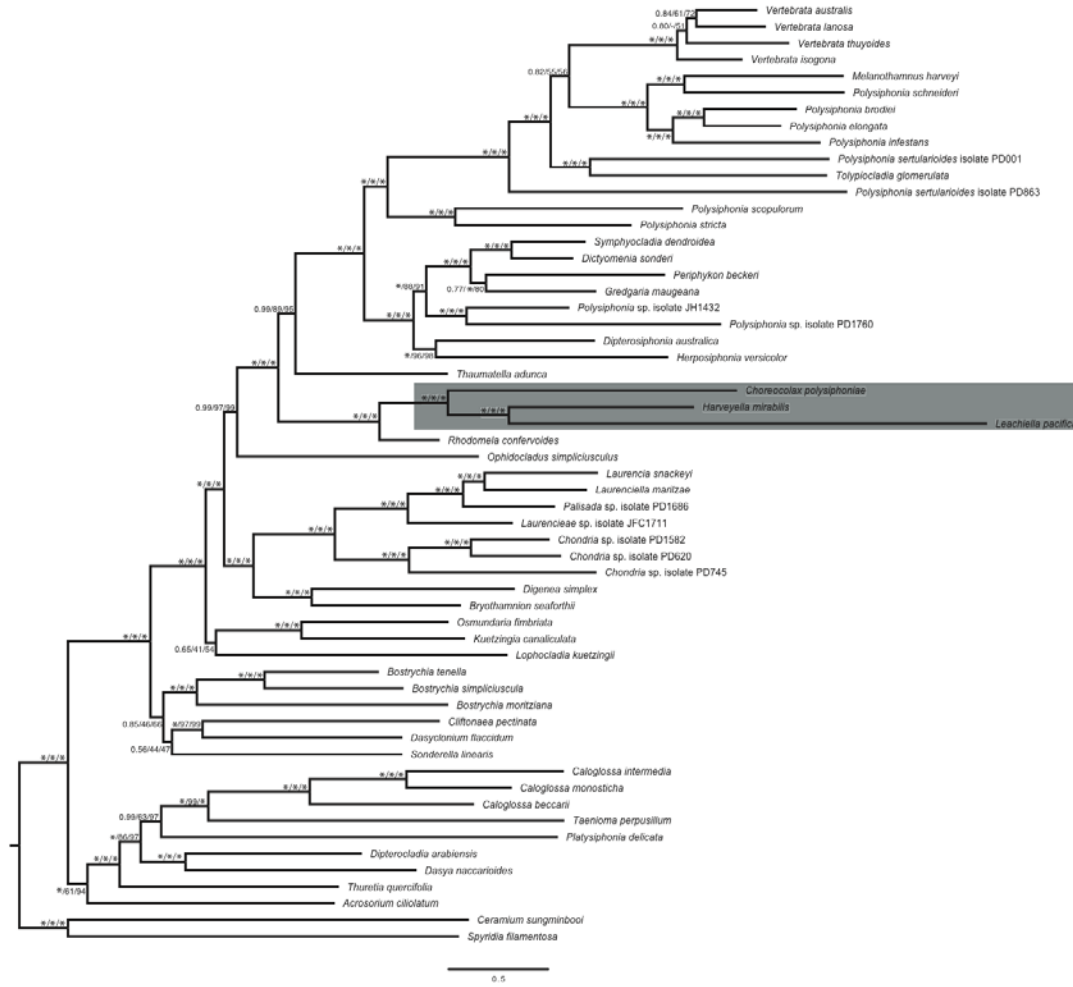 0.84/61/72
Vertebrata australis
0.80/-/51
Vertebrata lanosa
*/*/*
Vertebrata thuyoides
Vertebrata isogona
0.82/55/56
*/*/*
Melanothamnus harveyi
*/*/*
Polysiphonia schneideri
*/*/*
Polysiphonia brodiei
*/*/*
Polysiphonia elongata
*/*/*
Polysiphonia infestans
*/*/*
Polysiphonia sertularioides isolate PD001
*/*/*
Tolypiocladia glomerulata
*/*/*
Polysiphonia sertularioides isolate PD863
*/*/*
Polysiphonia scopulorum
*/*/*
Polysiphonia stricta
*/*/*
Symphyocladia dendroidea
*/*/*
Dictyomenia sonderi
Periphykon beckeri
*/88/91
0.77/*/80
Gredgaria maugeana
*/*/*
Polysiphonia sp. isolate JH1432
*/*/*
Polysiphonia sp. isolate PD1760
0.99/89/95
Dipterosiphonia australica
*/96/98
Herposiphonia versicolor
*/*/*
Thaumatella adunca
Choreocolax polysiphoniae
*/*/*
Harveyella mirabilis
0.99/97/99
*/*/*
*/*/*
Leachiella pacifica
Rhodomela confervoides
Ophidocladus simpliciusculus
*/*/*
Laurencia snackeyi
*/*/*
*/*/*
Laurenciella marilzae
*/*/*
Palisada sp. isolate PD1686
Laurencieae sp. isolate JFC1711
*/*/*
Chondria sp. isolate PD1582
*/*/*
Chondria sp. isolate PD620
*/*/*
*/*/*
Chondria sp. isolate PD745
Digenea simplex
*/*/*
Bryothamnion seaforthii
*/*/*
Osmundaria fimbriata
*/*/*
Kuetzingia canaliculata
0.65/41/54
Lophocladia kuetzingii
*/*/*
Bostrychia tenella
*/*/*
Bostrychia simpliciuscula
Bostrychia moritziana
0.85/46/66
*/97/99
Cliftonaea pectinata
Dasyclonium flaccidum
0.56/44/47
Sonderella linearis
*/*/*
*/*/*
Caloglossa intermedia
*/*/*
Caloglossa monosticha
*/99/*
Caloglossa beccarii
0.99/63/97
Taenioma perpusillum
*/86/97
Platysiphonia delicata
*/*/*
*/*/*
Dipterocladia arabiensis
Dasya naccarioides
*/61/94
Thuretia quercifolia
Acrosorium ciliolatum
*/*/*
Ceramium sungminbooi
Spyridia filamentosa
0.5